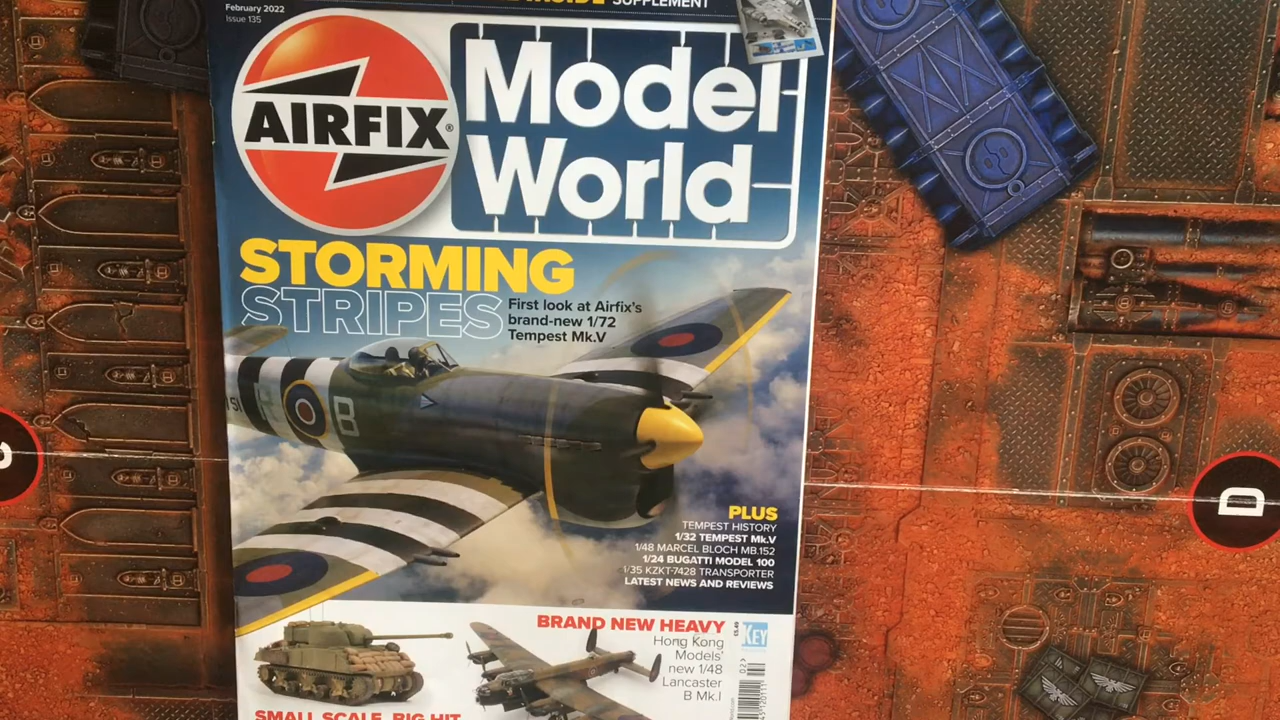 SUPPLEMENT
February 2022
Issue 135
AIRFIX®
Model
World
STORMING
STRIPES
First look at Airfix's
brand-new 1/72
Tempest Mk.V
B
PLUS
TEMPEST HISTORY
1/32 TEMPEST Mk.V
1/48 MARCEL BLOCH MB.152
1/24 BUGATTI MODEL 100
1/35 KZKT-7428 TRANSPORTER
LATEST NEWS AND REVIEWS
BRAND NEW HEAVY
Hong Kong
Models'
new 1/48
Lancaster
B Mk.I
£5.49
KEY
02>
SMALL SCALE, BIG HIT
D